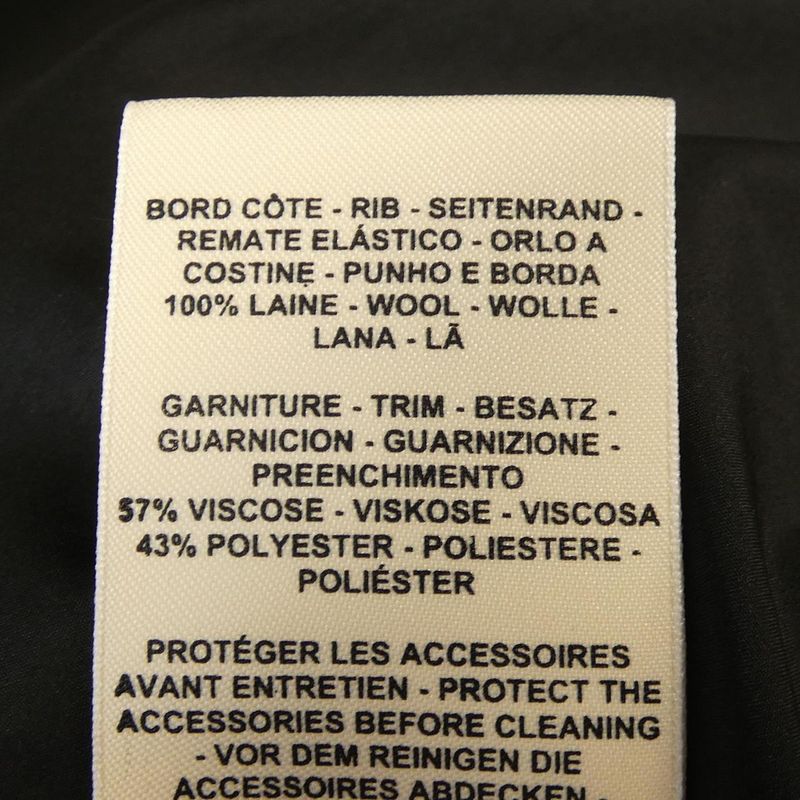 BORD CÔTE - RIB - SEITENRAND -
REMATE ELÁSTICO - ORLO A
COSTINE - PUNHO E BORDA
100% LAINE - WOOL - WOLLE -
LANA - LÃ
GARNITURE - TRIM - BESATZ -
GUARNICION - GUARNIZIONE -
PREENCHIMENTO
57% VISCOSE - VISKOSE - VISCOSA
43% POLYESTER - POLIESTERE -
POLIÉSTER
PROTÉGER LES ACCESSOIRES
AVANT ENTRETIEN - PROTECT THE
ACCESSORIES BEFORE CLEANING
- VOR DEM REINIGEN DIE
ACCESSOIRES ABDECKEN -